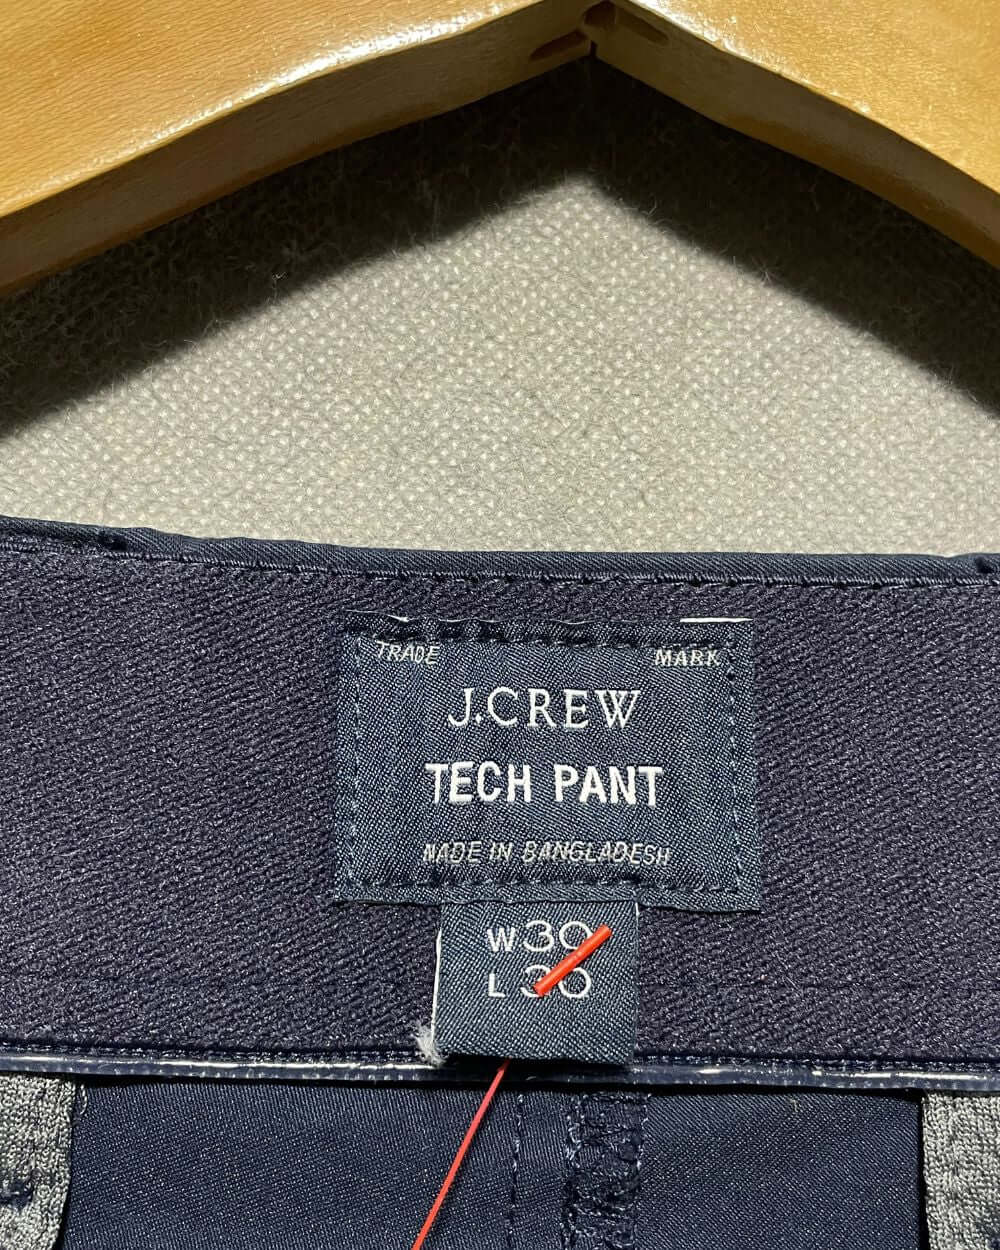 TRADE MARK
J.CREW
TECH PANT
MADE IN BANGLADESH
W30
L30